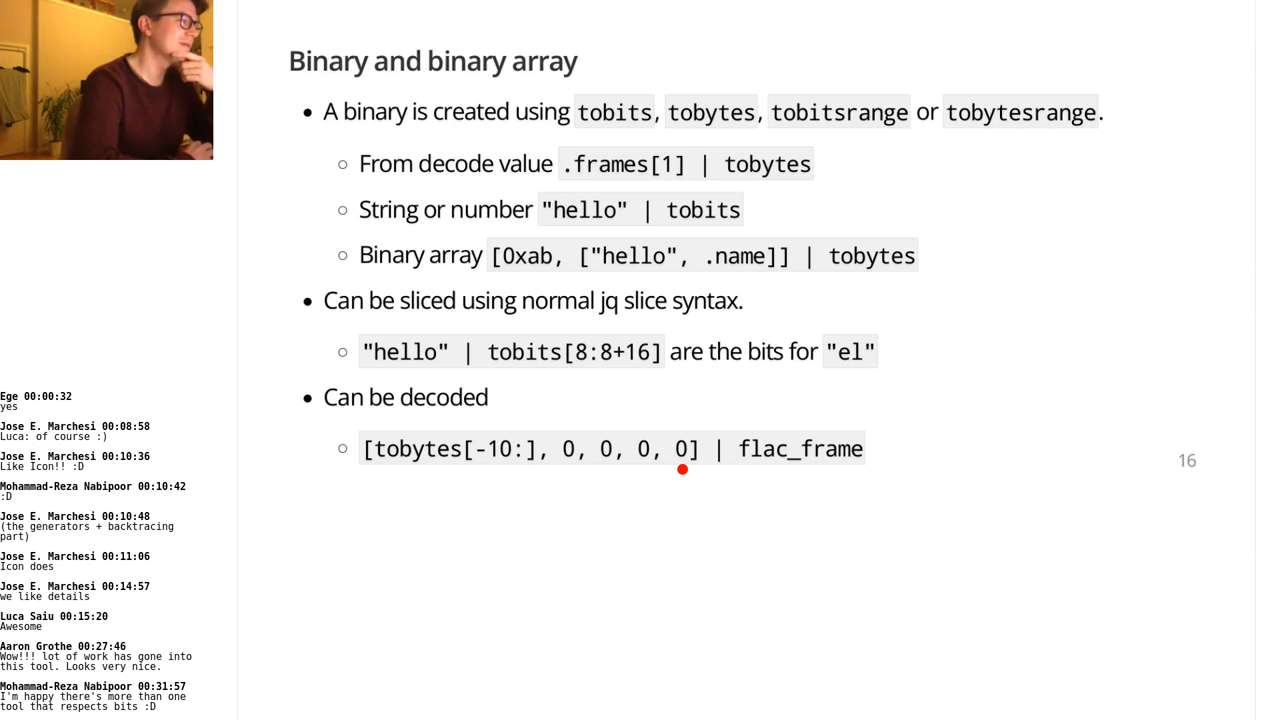 Binary and binary array
• A binary is created using tobits, tobytes, tobitsrange or tobytesrange.
○ From decode value .frames[1] | tobytes
○ String or number "hello" | tobits
○ Binary array [0xab, ["hello", .name]] | tobytes
• Can be sliced using normal jq slice syntax.
○ "hello" | tobits[8:8+16] are the bits for "el"
• Can be decoded
○ [tobytes[-10:], 0, 0, 0, 0] | flac_frame
16
Ege 00:00:32
yes
Jose E. Marchesi 00:08:58
Luca: of course :)
Jose E. Marchesi 00:10:36
Like Icon!! :D
Mohammad-Reza Nabipoor 00:10:42
:D
Jose E. Marchesi 00:10:48
(the generators + backtracing
part)
Jose E. Marchesi 00:11:06
Icon does
Jose E. Marchesi 00:14:57
we like details
Luca Saiu 00:15:20
Awesome
Aaron Grothe 00:27:46
Wow!!! lot of work has gone into
this tool. Looks very nice.
Mohammad-Reza Nabipoor 00:31:57
I'm happy there's more than one
tool that respects bits :D